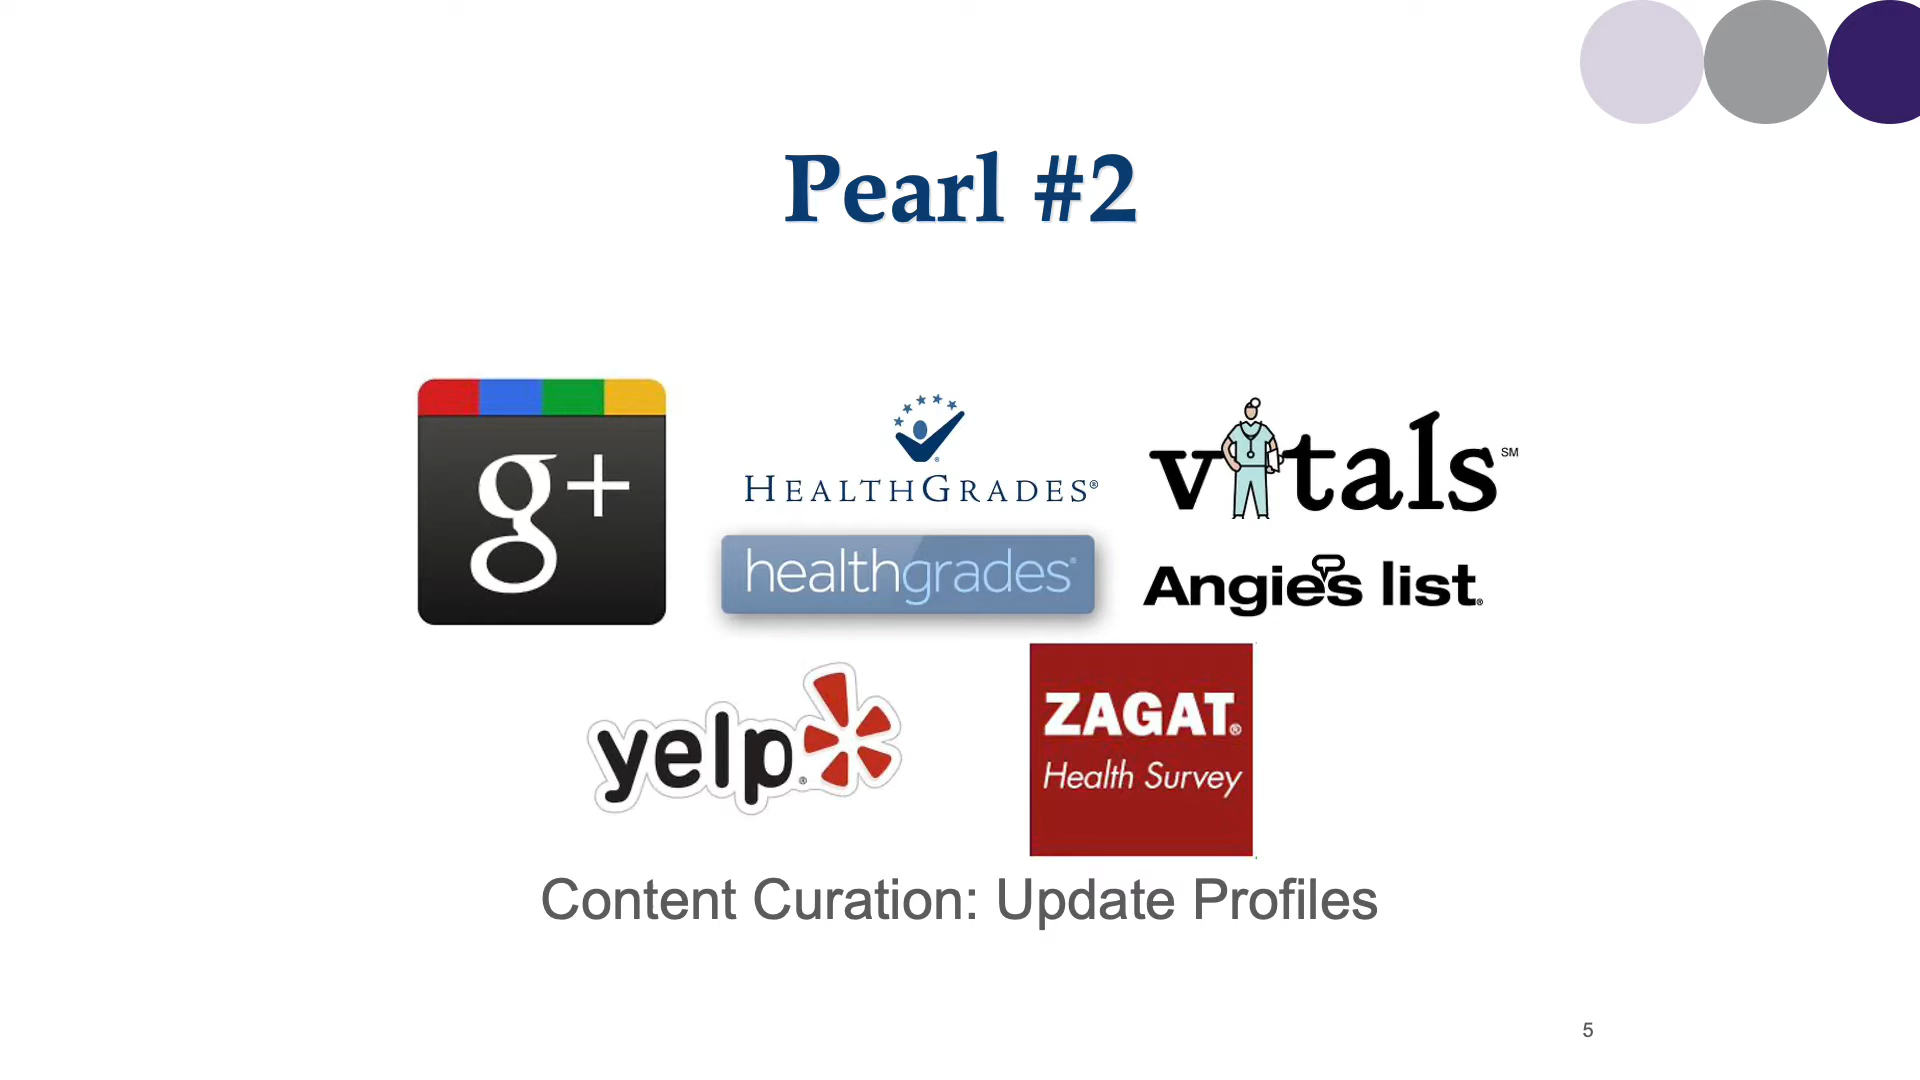 Pearl #2
g+
HEALTHGRADES®
vitals SM
healthgrades®
Angie's list®
yelp®
ZAGAT®
Health Survey
Content Curation: Update Profiles
5